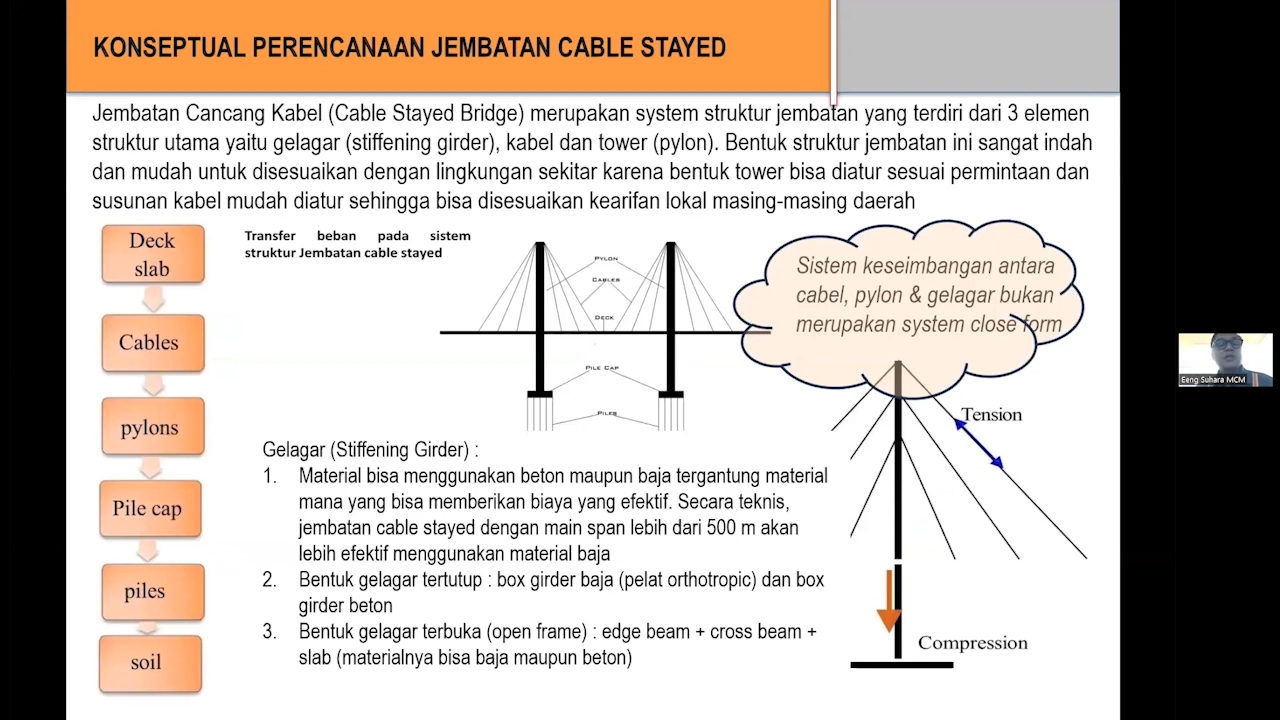 KONSEPTUAL PERENCANAAN JEMBATAN CABLE STAYED
Jembatan Cancang Kabel (Cable Stayed Bridge) merupakan system struktur jembatan yang terdiri dari 3 elemen
struktur utama yaitu gelagar (stiffening girder), kabel dan tower (pylon). Bentuk struktur jembatan ini sangat indah
dan mudah untuk disesuaikan dengan lingkungan sekitar karena bentuk tower bisa diatur sesuai permintaan dan
susunan kabel mudah diatur sehingga bisa disesuaikan kearifan lokal masing-masing daerah
Deck
slab
Cables
pylons
Pile cap
piles
soil
Transfer beban pada sistem
struktur Jembatan cable stayed
PYLON
CABLES
DECK
PILE CAP
PILES
Sistem keseimbangan antara
cabel, pylon & gelagar bukan
merupakan system close form
Tension
Compression
Gelagar (Stiffening Girder) :
1. Material bisa menggunakan beton maupun baja tergantung material
mana yang bisa memberikan biaya yang efektif. Secara teknis,
jembatan cable stayed dengan main span lebih dari 500 m akan
lebih efektif menggunakan material baja
2. Bentuk gelagar tertutup : box girder baja (pelat orthotropic) dan box
girder beton
3. Bentuk gelagar terbuka (open frame) : edge beam + cross beam +
slab (materialnya bisa baja maupun beton)
Eeng Suhara MCM